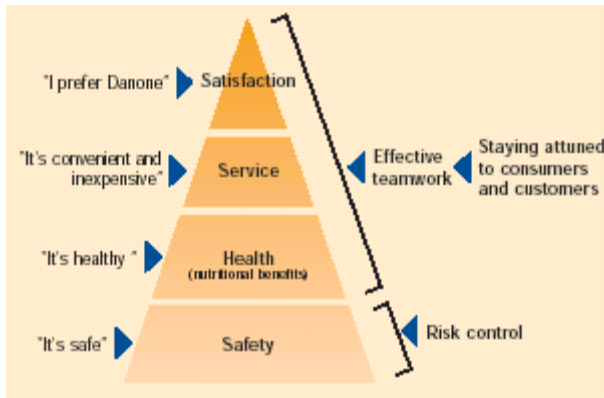 "I prefer Danone"
Satisfaction
"It's convenient and
inexpensive"
Service
Effective
teamwork
Staying attuned
to consumers
and customers
"It's healthy "
Health
(nutritional benefits)
Risk control
"It's safe"
Safety